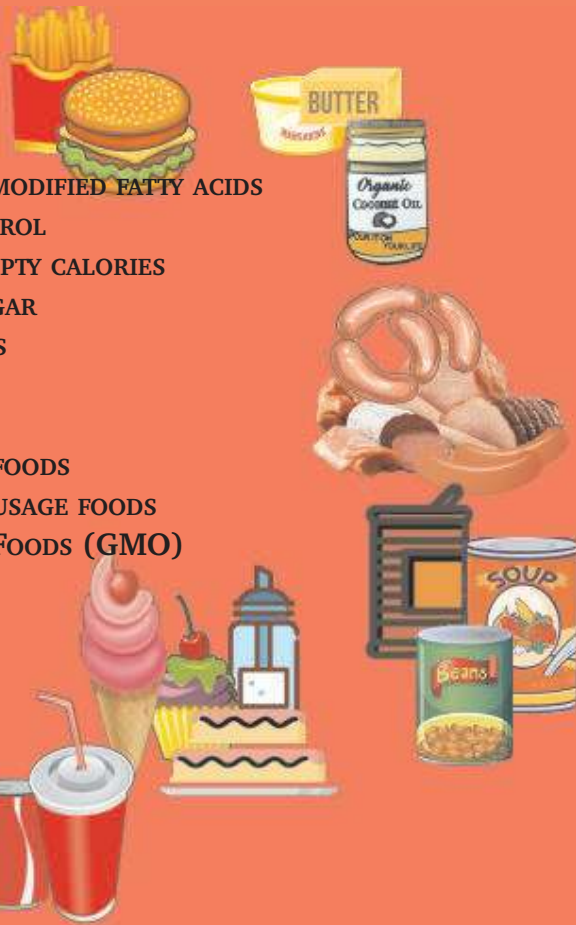 BUTTER
MARGARINE
MODIFIED FATTY ACIDS
Organic
Coconut Oil
ROL
PTY CALORIES
GAR
S
FOODS
USAGE FOODS
FOODS (GMO)
SOUP
Beans